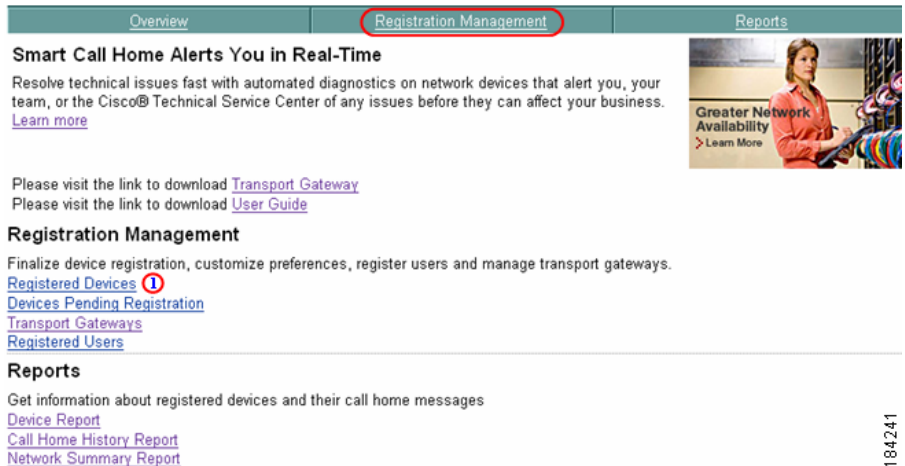 Overview
Registration Management
Reports
Smart Call Home Alerts You in Real-Time
Resolve technical issues fast with automated diagnostics on network devices that alert you, your
team, or the Cisco® Technical Service Center of any issues before they can affect your business.
Learn more
Greater Network
Availability
Learn More
Please visit the link to download Transport Gateway
Please visit the link to download User Guide
Registration Management
Finalize device registration, customize preferences, register users and manage transport gateways.
Registered Devices 1
Devices Pending Registration
Transport Gateways
Registered Users
Reports
Get information about registered devices and their call home messages
Device Report
Call Home History Report
Network Summary Report
184241